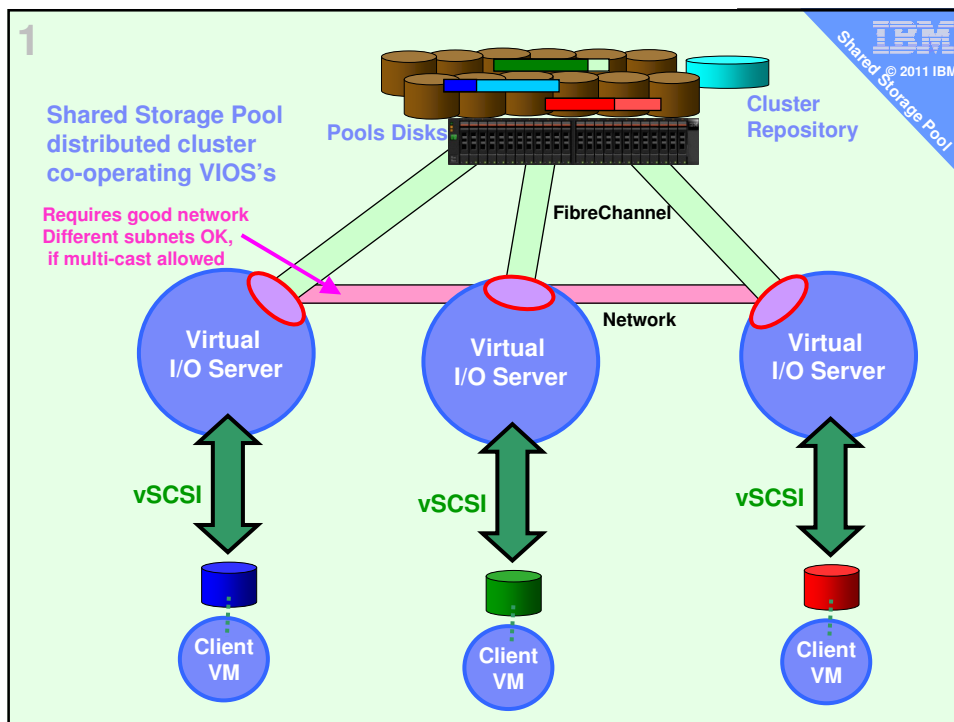 1
IBM
© 2011 IBM
Shared Storage Pool
Shared Storage Pool
distributed cluster
co-operating VIOS's
Pools Disks
Cluster
Repository
Requires good network
Different subnets OK,
if multi-cast allowed
FibreChannel
Network
Virtual
I/O Server
Virtual
I/O Server
Virtual
I/O Server
vSCSI
vSCSI
vSCSI
Client
VM
Client
VM
Client
VM